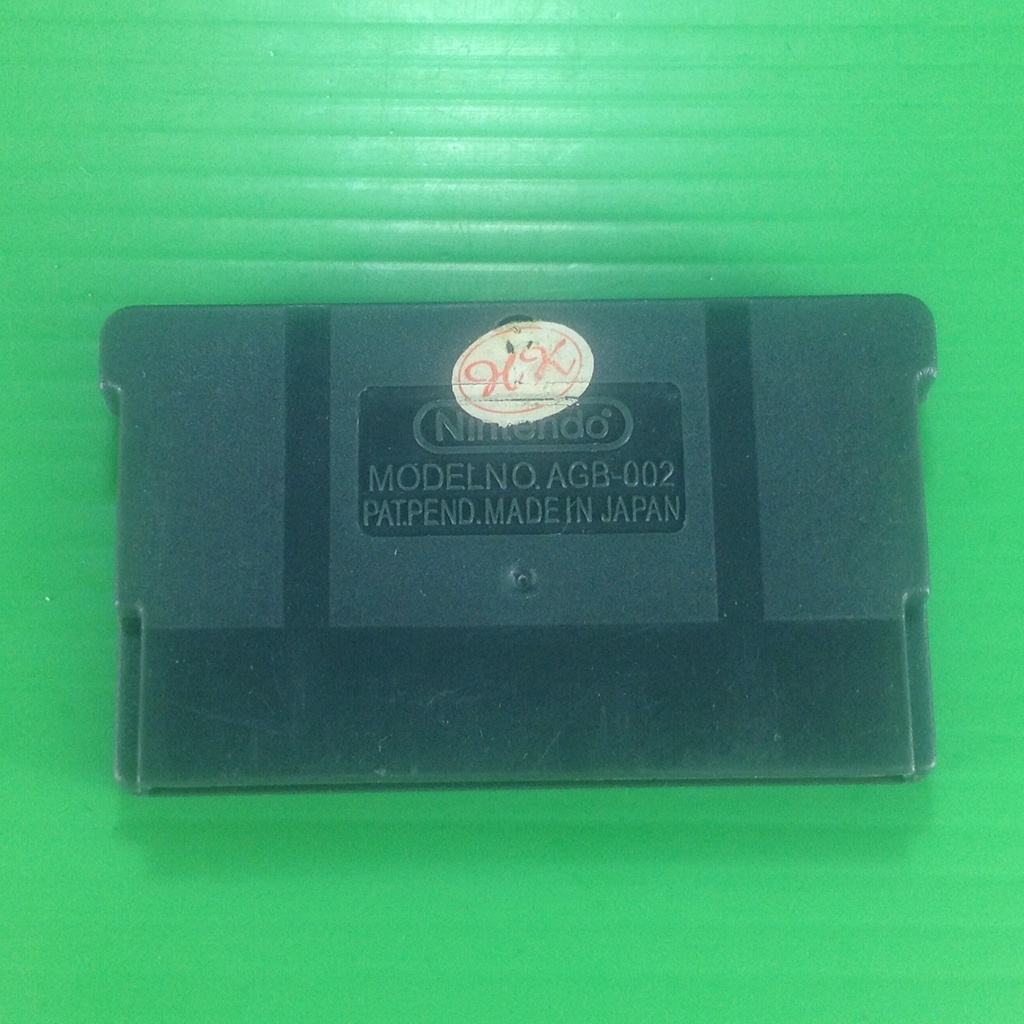 H.K
Nintendo
MODEL NO. AGB-002
PAT.PEND. MADE IN JAPAN